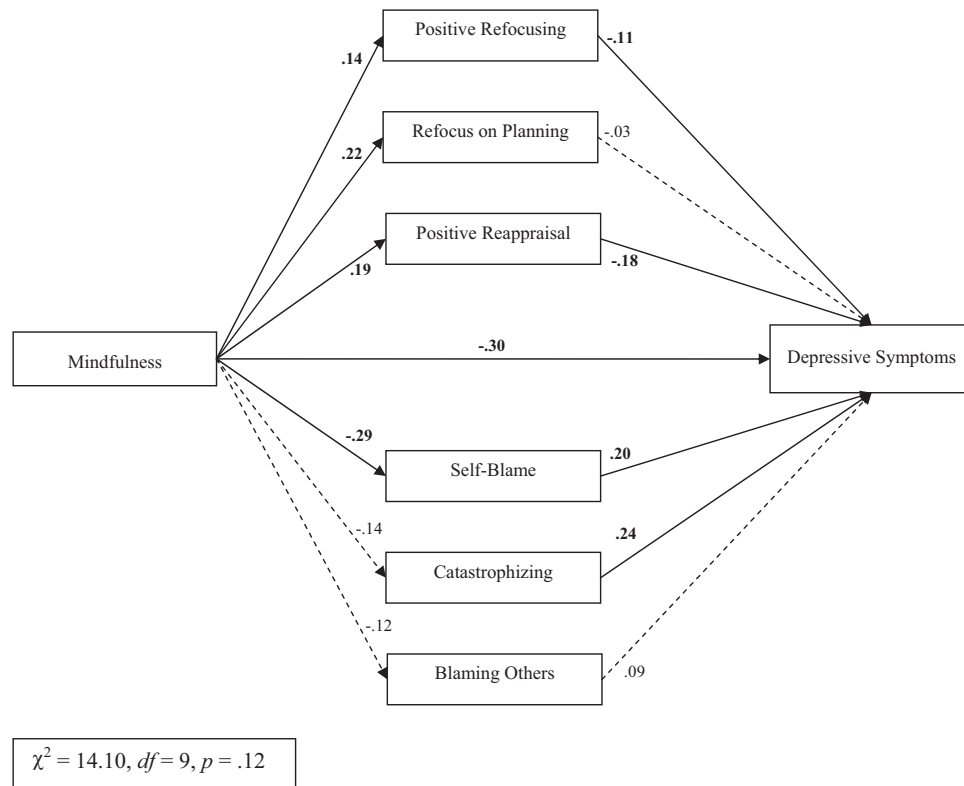 Positive Refocusing
-.11
.14
Refocus on Planning
-.03
.22
Positive Reappraisal
-.18
.19
Mindfulness
-.30
Depressive Symptoms
-.29
Self-Blame
.20
-.14
Catastrophizing
.24
-.12
Blaming Others
.09
χ² = 14.10, df = 9, p = .12